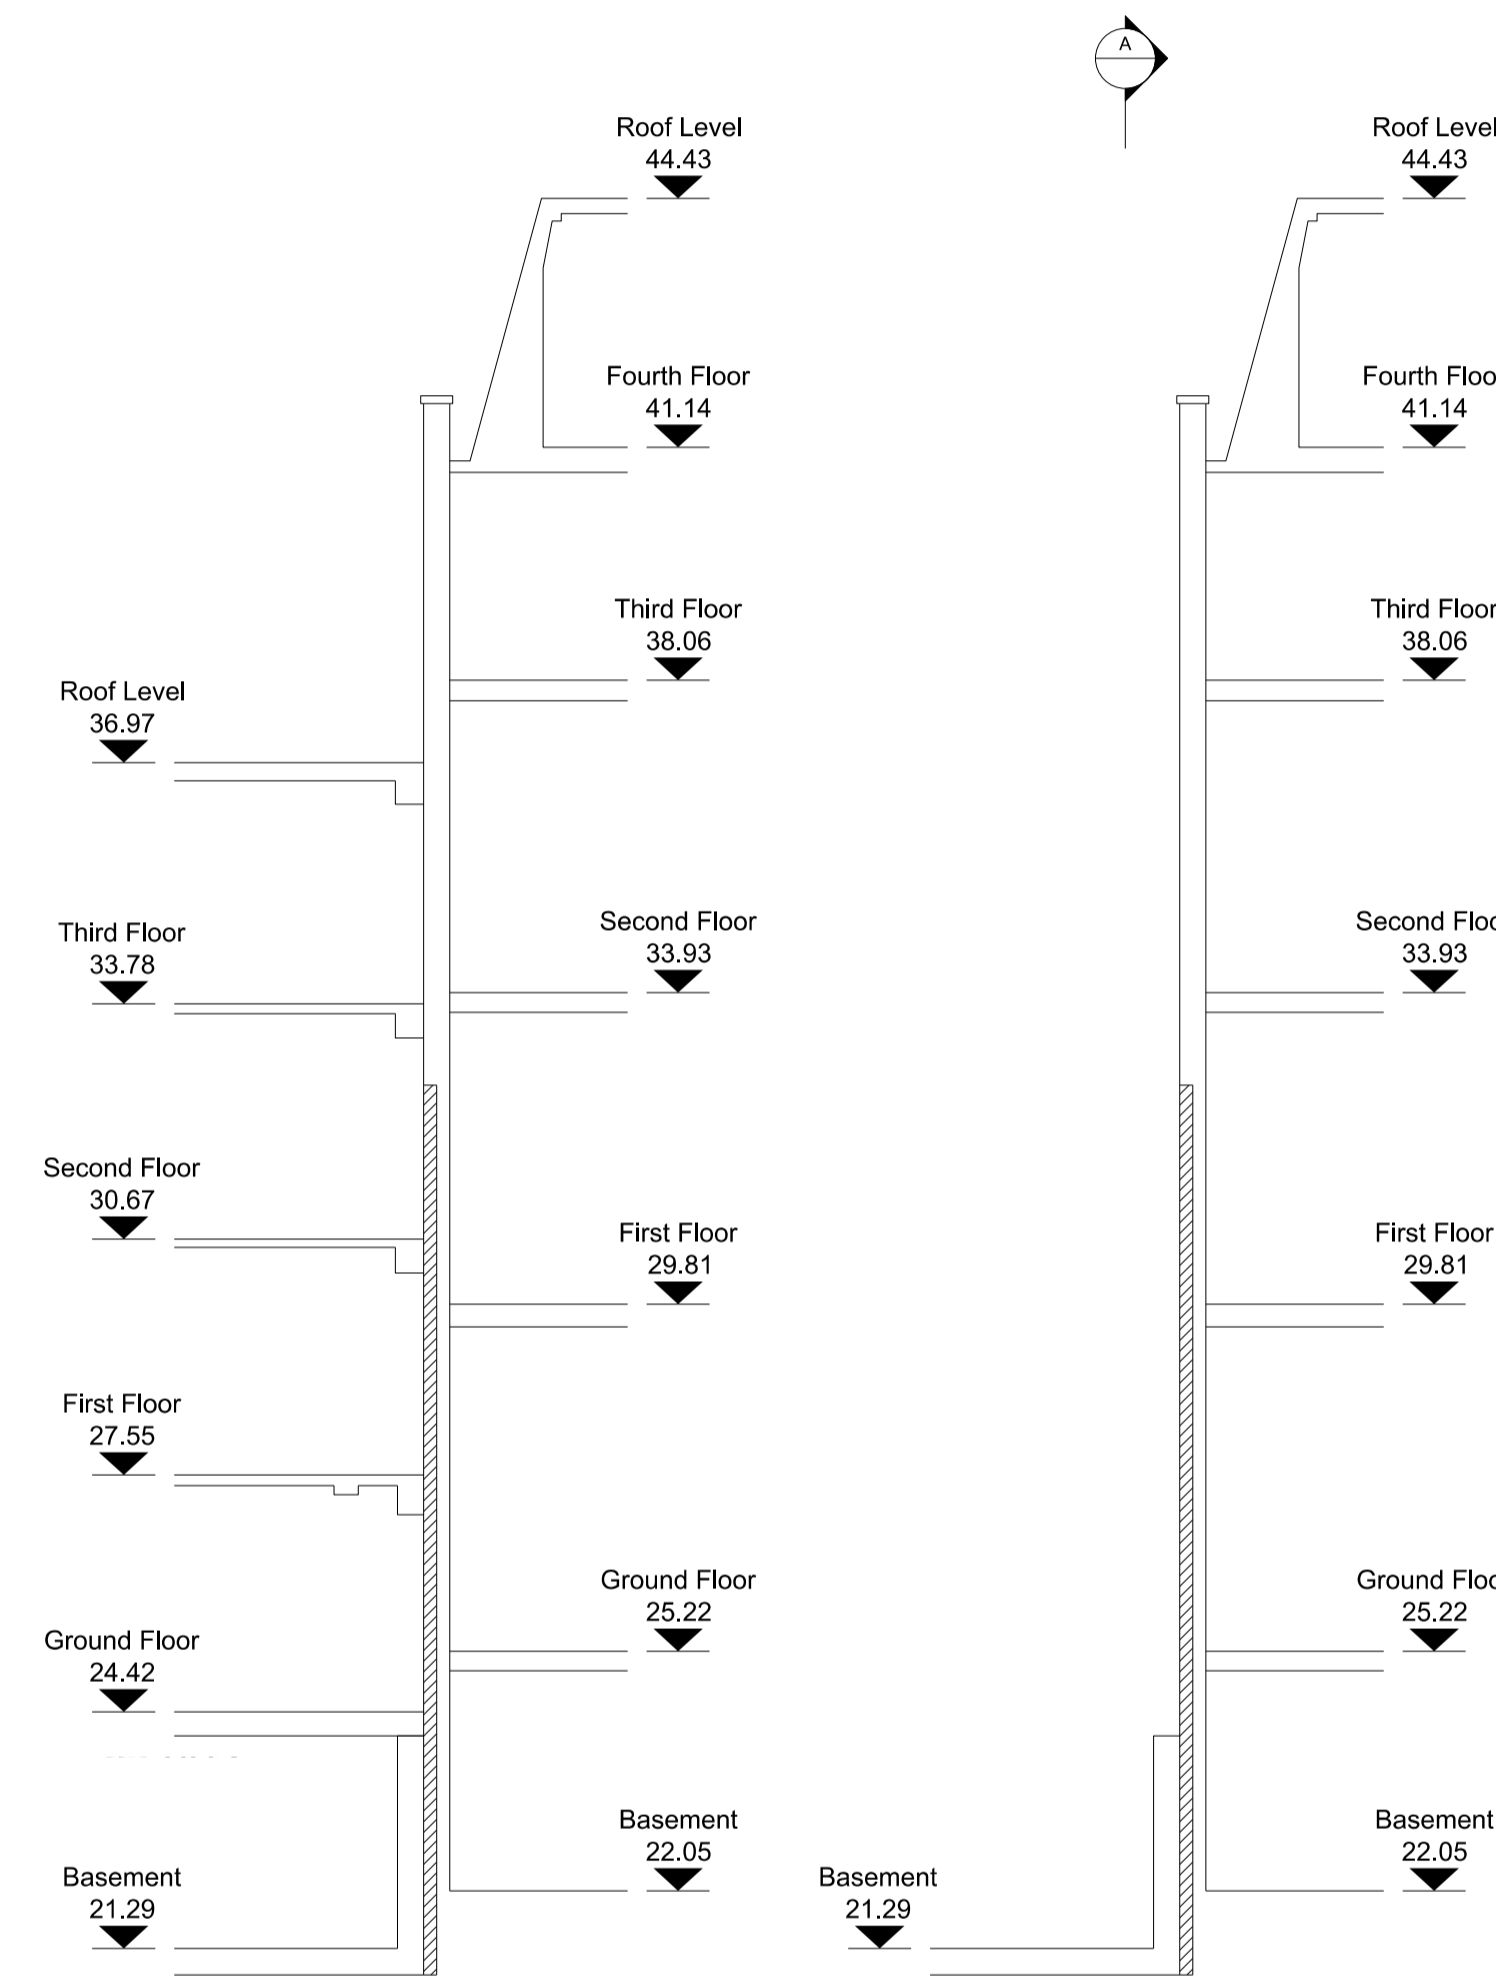 A
Roof Level
44.43
Roof Level
44.43
Fourth Floor
41.14
Fourth Floo
41.14
Third Floor
38.06
Third Floor
38.06
Roof Level
36.97
Second Floor
33.93
Second Floo
33.93
Third Floor
33.78
Second Floor
30.67
First Floor
29.81
First Floor
29.81
First Floor
27.55
Ground Floor
25.22
Ground Floo
25.22
Ground Floor
24.42
Basement
22.05
Basement
22.05
Basement
21.29
Basement
21.29